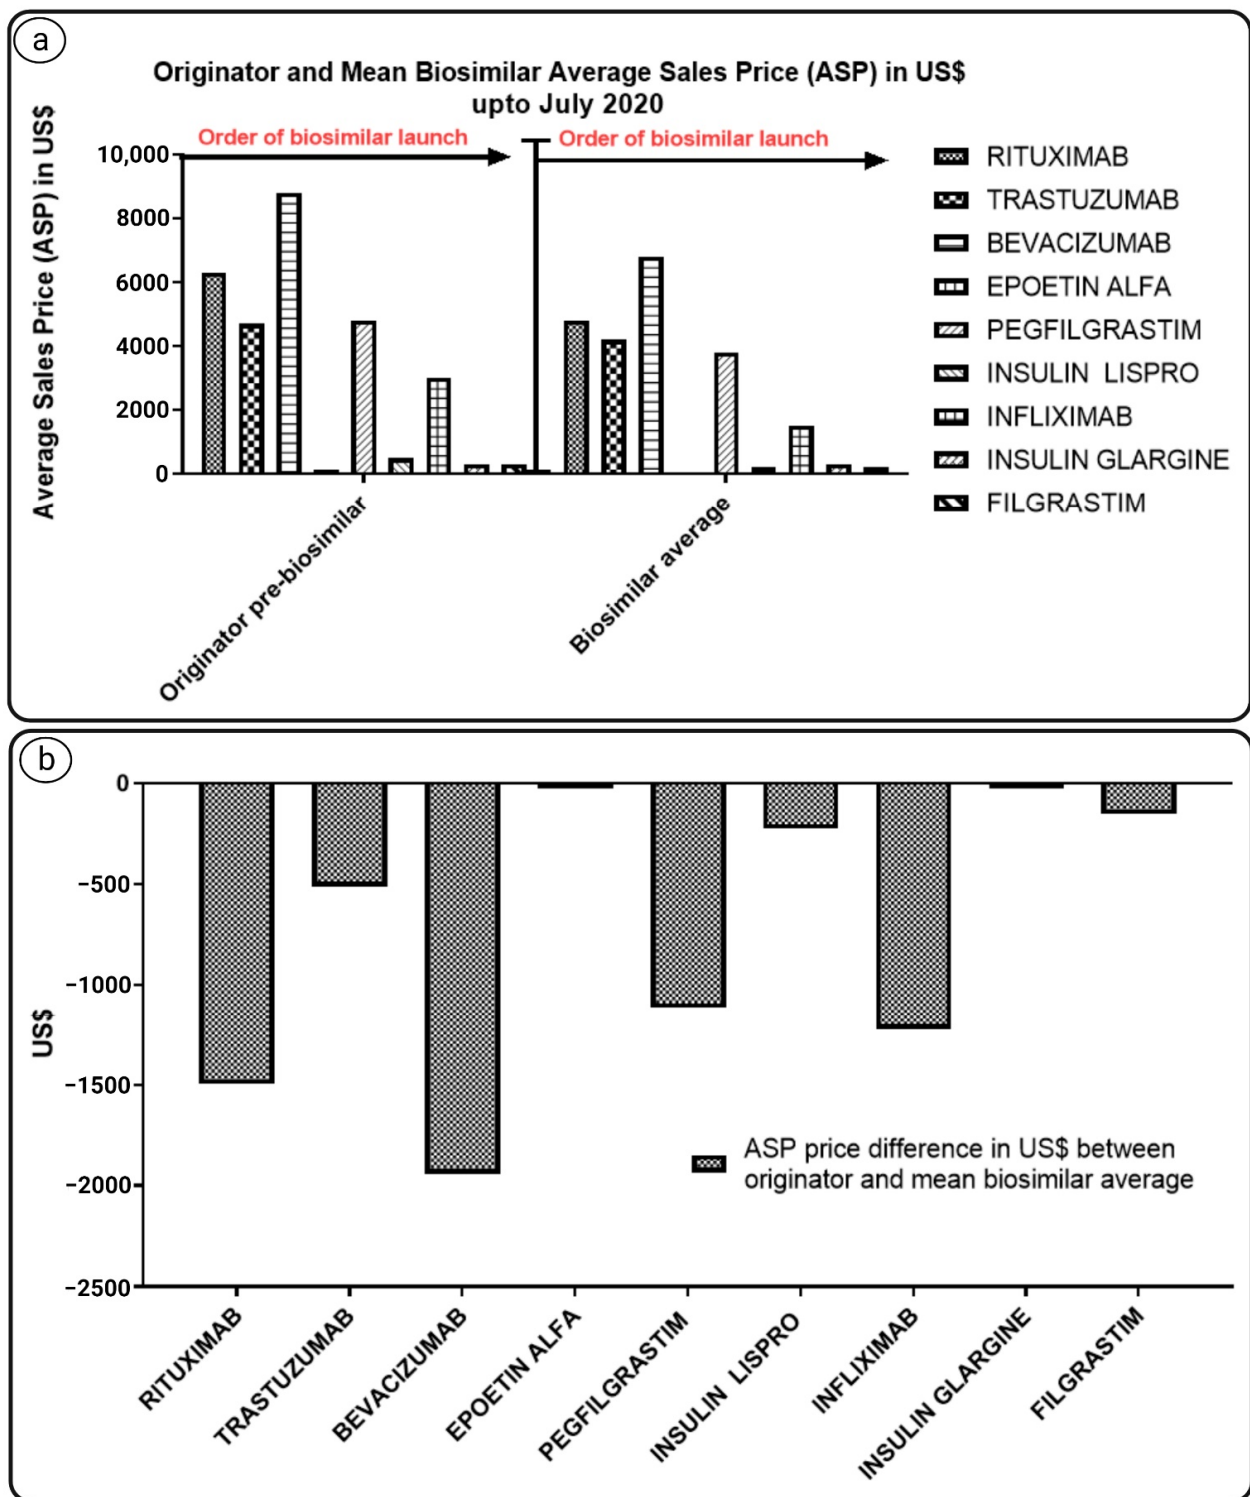 a
Originator and Mean Biosimilar Average Sales Price (ASP) in US$
upto July 2020
Average Sales Price (ASP) in US$
Order of biosimilar launch
Order of biosimilar launch
10,000
8000
6000
4000
2000
0
RITUXIMAB
TRASTUZUMAB
BEVACIZUMAB
EPOETIN ALFA
PEGFILGRASTIM
INSULIN LISPRO
INFLIXIMAB
INSULIN GLARGINE
FILGRASTIM
Originator pre-biosimilar
Biosimilar average
b
US$
0
−500
−1000
−1500
−2000
−2500
ASP price difference in US$ between
originator and mean biosimilar average
RITUXIMAB
TRASTUZUMAB
BEVACIZUMAB
EPOETIN ALFA
PEGFILGRASTIM
INSULIN LISPRO
INFLIXIMAB
INSULIN GLARGINE
FILGRASTIM